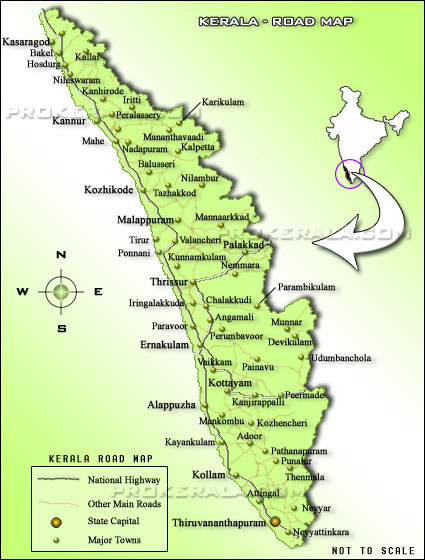 KERALA - ROAD MAP
Kasaragod
Bakel
Kallal
Hosdurg
Nileswaram
Kanhirode
Iritti
Karikulam
Peralassery
Kannur
Mananthavaadi
Mahe
Nadapuram
Kalpetta
Balusseri
Nilambur
Kozhikode
Tazhakkod
Malappuram
Mannaarkkad
PROKERALA.COM
Tirur
Valancheri
Palakkad
Ponnani
Kunnamkulam
Nemmara
Thrissur
Parambikulam
Iringalakkuda
Chalakkudi
Angamali
Paravoor
Perumbavoor
Munnar
Devikulam
Ernakulam
Udumbanchola
Vaikkam
Painavu
Kottayam
Kanjirappalli
Peermade
Alappuzha
Mankombu
Kozhencheri
Kayankulam
Adoor
Pathanapuram
Punalur
Kollam
Thenmala
Attingal
Neyyar
Thiruvananthapuram
Neyyattinkara
N
W E
S
KERALA ROAD MAP
National Highway
Other Main Roads
State Capital
Major Towns
NOT TO SCALE